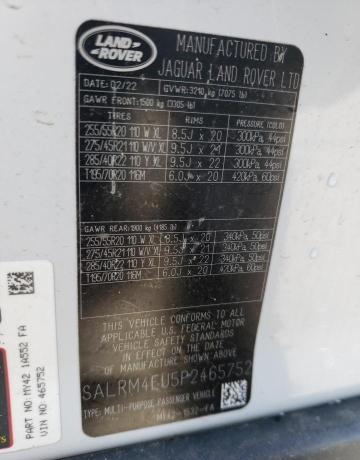 LAND ROVER
MANUFACTURED BY
JAGUAR LAND ROVER LTD
DATE: 02/22 GVWR: 3210 kg (7075 lb)
GAWR FRONT: 1500 kg (3305 lb)
TIRES RIMS PRESSURE (COLD)
255/55R20 110 W XL 8.5J x 20 300kPa, 44psi
275/45R21 110 W/V XL 9.5J x 21 300kPa, 44psi
285/40R22 110 Y XL 9.5J x 22 300kPa, 44psi
T195/70R20 116M 6.0J x 20 420kPa, 60psi
GAWR REAR: 1900 kg (4185 lb)
255/55R20 110 W XL 8.5J x 20 340kPa, 50psi
275/45R21 110 W/V XL 9.5J x 21 340kPa, 50psi
285/40R22 110 Y XL 9.5J x 22 340kPa, 50psi
T195/70R20 116M 6.0J x 20 420kPa, 60psi
THIS VEHICLE CONFORMS TO ALL APPLICABLE
FEDERAL MOTOR VEHICLE SAFETY STANDARDS
IN EFFECT ON THE DATE OF
MANUFACTURE SHOWN ABOVE
SALRM4EU5P2465752
TYPE: MULTI-PURPOSE PASSENGER VEHICLE
MY42-1532-FA
PART NO: MY42 1A552 FA
VIN: 465752